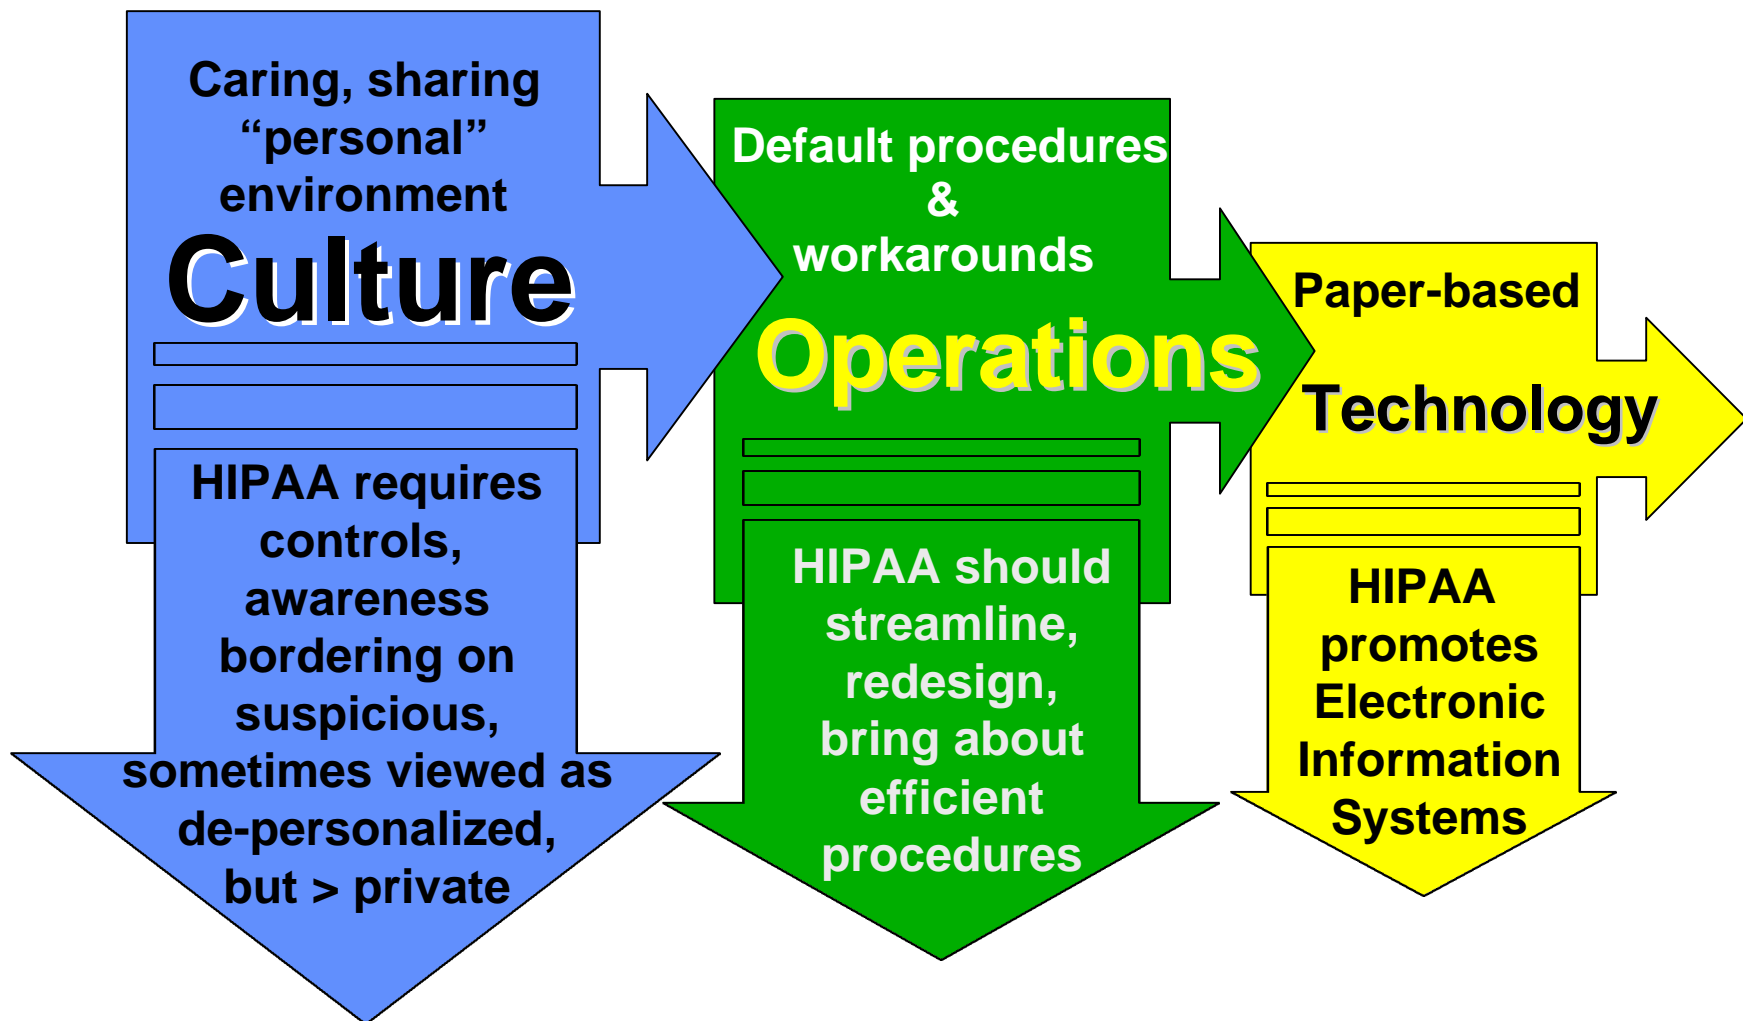 Caring, sharing
“personal”
environment
Culture
HIPAA requires
controls,
awareness
bordering on
suspicious,
sometimes viewed as
de-personalized,
but > private
Default procedures
&
workarounds
Operations
HIPAA should
streamline,
redesign,
bring about
efficient
procedures
Paper-based
Technology
HIPAA
promotes
Electronic
Information
Systems